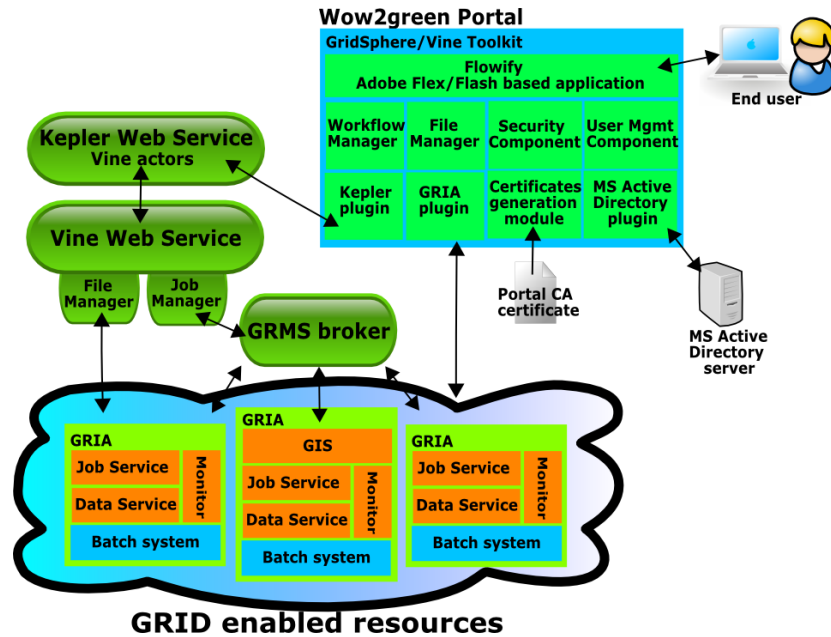 Wow2green Portal
GridSphere/Vine Toolkit
Flowify
Adobe Flex/Flash based application
End user
Workflow
Manager
File
Manager
Security
Component
User Mgmt
Component
Kepler
plugin
GRIA
plugin
Certificates
generation
module
MS Active
Directory
plugin
Kepler Web Service
Vine actors
Vine Web Service
File
Manager
Job
Manager
GRMS broker
Portal CA
certificate
MS Active
Directory
server
GRIA
Job Service
Data Service
Monitor
Batch system
GRIA
GIS
Job Service
Data Service
Monitor
Batch system
GRIA
Job Service
Data Service
Monitor
Batch system
GRID enabled resources